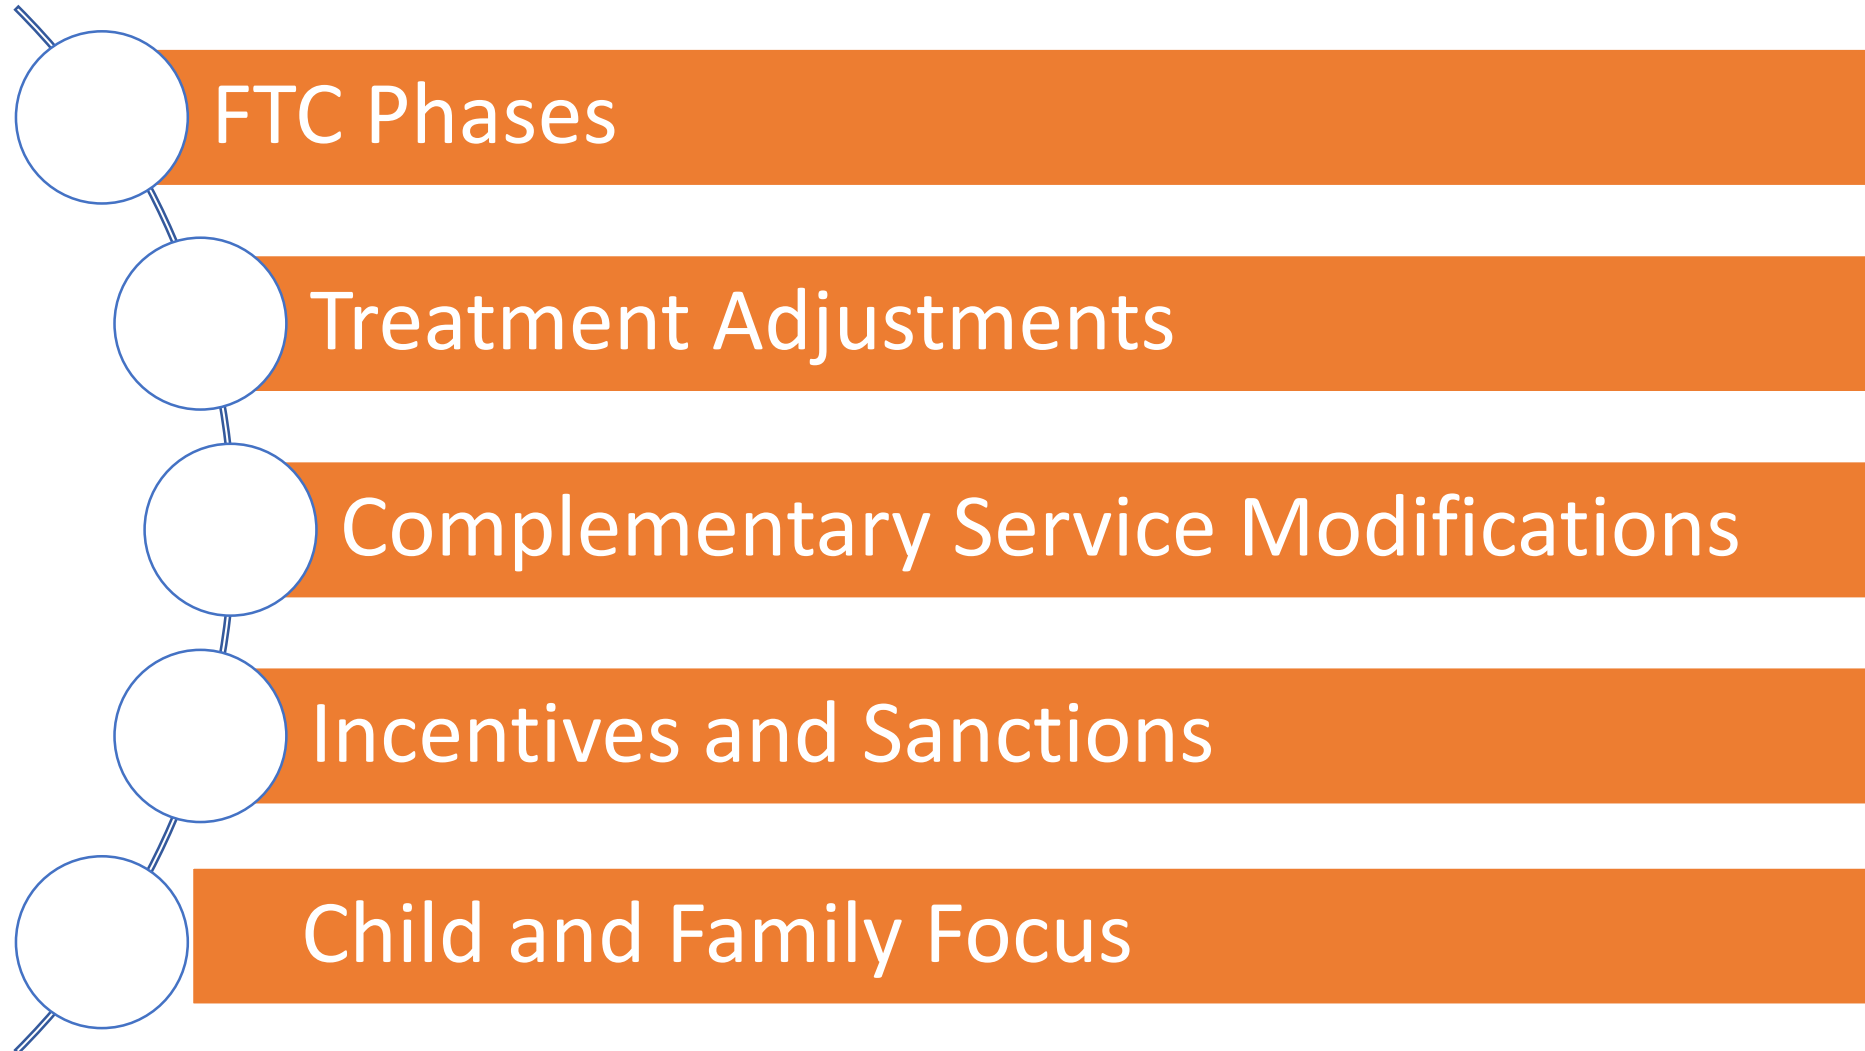 FTC Phases
Treatment Adjustments
Complementary Service Modifications
Incentives and Sanctions
Child and Family Focus